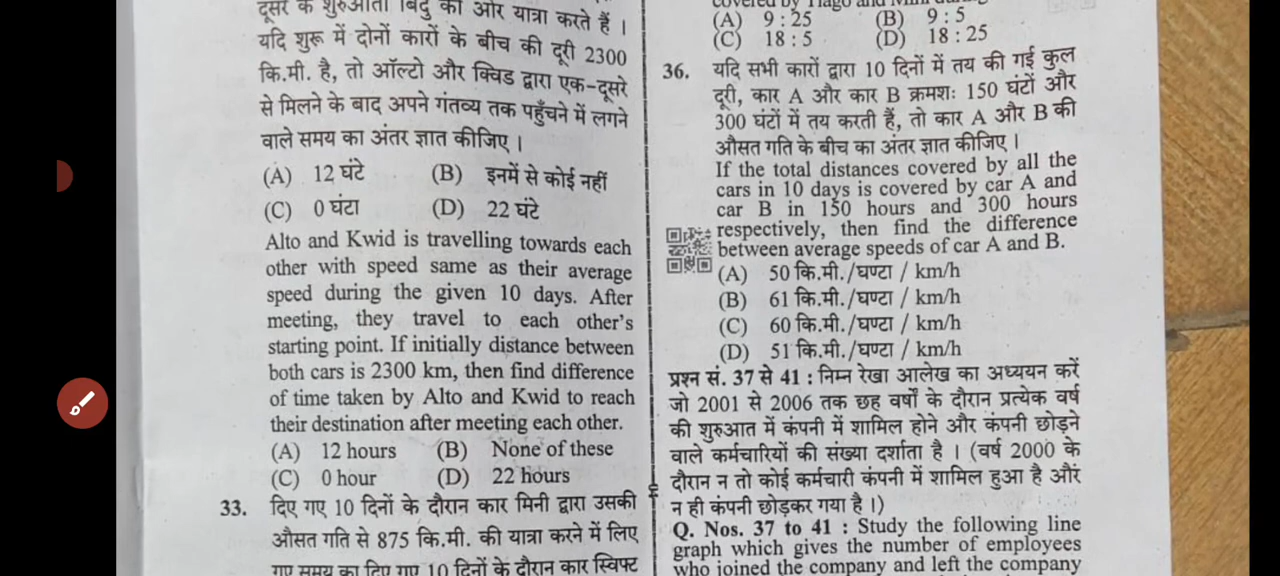 दूसरे के शुरुआती बिंदु की ओर यात्रा करते हैं ।
यदि शुरू में दोनों कारों के बीच की दूरी 2300
कि.मी. है, तो ऑल्टो और क्विड द्वारा एक-दूसरे
से मिलने के बाद अपने गंतव्य तक पहुँचने में लगने
वाले समय का अंतर ज्ञात कीजिए ।
(A) 12 घंटे (B) इनमें से कोई नहीं
(C) 0 घंटा (D) 22 घंटे
Alto and Kwid is travelling towards each
other with speed same as their average
speed during the given 10 days. After
meeting, they travel to each other's
starting point. If initially distance between
both cars is 2300 km, then find difference
of time taken by Alto and Kwid to reach
their destination after meeting each other.
(A) 12 hours (B) None of these
(C) 0 hour (D) 22 hours
33. दिए गए 10 दिनों के दौरान कार मिनी द्वारा उसकी
औसत गति से 875 कि.मी. की यात्रा करने में लिए
गए समय का दिए गए 10 दिनों के दौरान कार स्विफ्ट
covered by Tiago and Mini during
(A) 9 : 25 (B) 9 : 5
(C) 18 : 5 (D) 18 : 25
36. यदि सभी कारों द्वारा 10 दिनों में तय की गई कुल
दूरी, कार A और कार B क्रमशः 150 घंटों और
300 घंटों में तय करती हैं, तो कार A और B की
औसत गति के बीच का अंतर ज्ञात कीजिए ।
If the total distances covered by all the
cars in 10 days is covered by car A and
car B in 150 hours and 300 hours
respectively, then find the difference
between average speeds of car A and B.
(A) 50 कि.मी./घण्टा / km/h
(B) 61 कि.मी./घण्टा / km/h
(C) 60 कि.मी./घण्टा / km/h
(D) 51 कि.मी./घण्टा / km/h
प्रश्न सं. 37 से 41 : निम्न रेखा आलेख का अध्ययन करें
जो 2001 से 2006 तक छह वर्षों के दौरान प्रत्येक वर्ष
की शुरुआत में कंपनी में शामिल होने और कंपनी छोड़ने
वाले कर्मचारियों की संख्या दर्शाता है । (वर्ष 2000 के
दौरान न तो कोई कर्मचारी कंपनी में शामिल हुआ है और
न ही कंपनी छोड़कर गया है ।)
Q. Nos. 37 to 41 : Study the following line
graph which gives the number of employees
who joined the company and left the company